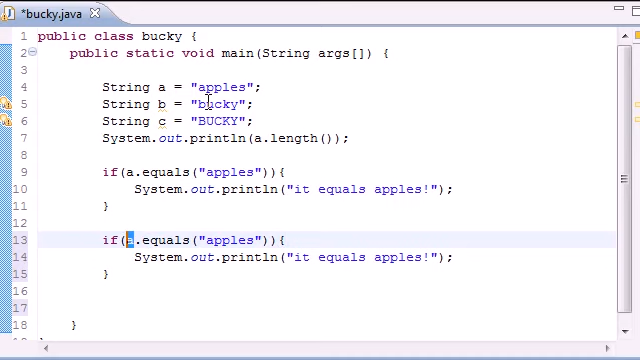 *bucky.java
1 public class bucky {
2 public static void main(String args[]) {
3
4 String a = "apples";
5 String b = "bucky";
6 String c = "BUCKY";
7 System.out.println(a.length());
8
9 if(a.equals("apples")){
10 System.out.println("it equals apples!");
11 }
12
13 if(a.equals("apples")){
14 System.out.println("it equals apples!");
15 }
16
17
18 }